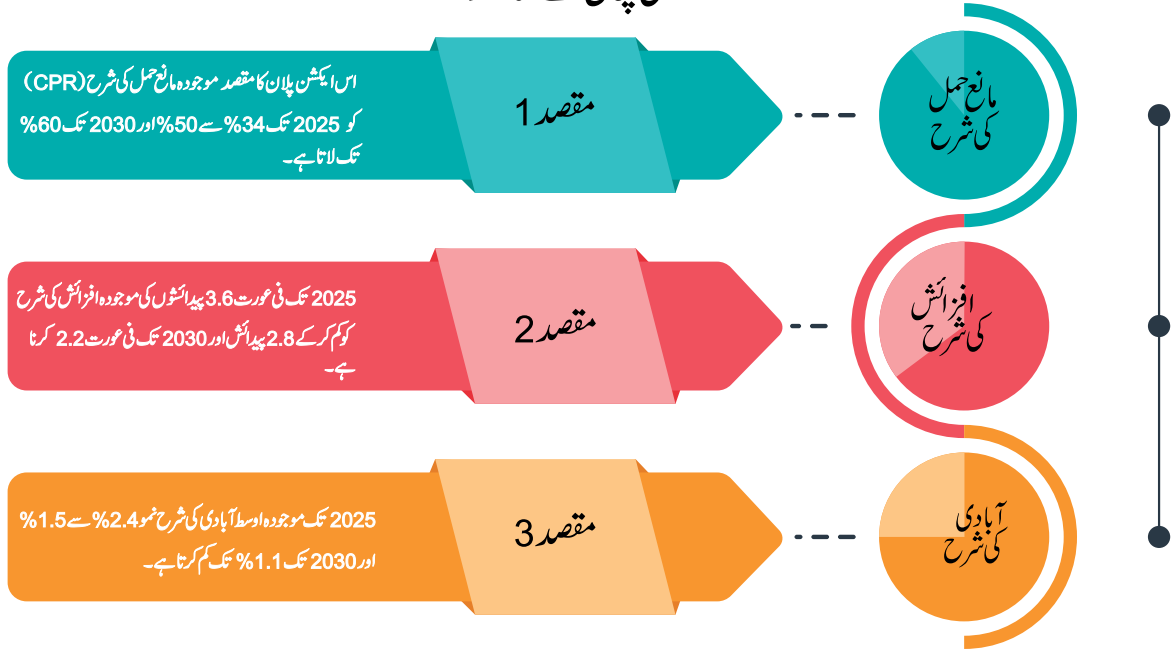 مانع حمل
کی شرح
مقصد 1
اس ایکشن پلان کا مقصد موجودہ مانع حمل کی شرح (CPR)
کو 2025 تک 34% سے 50% اور 2030 تک 60%
تک لانا ہے۔
افزائش
کی شرح
مقصد 2
2025 تک فی عورت 3.6 پیدائشوں کی موجودہ افزائش کی شرح
کو کم کر کے 2.8 پیدائش اور 2030 تک فی عورت 2.2 کرنا
ہے۔
آبادی
کی شرح
مقصد 3
2025 تک موجودہ اوسط آبادی کی شرح نمو 2.4% سے 1.5%
اور 2030 تک 1.1% تک کم کرنا ہے۔